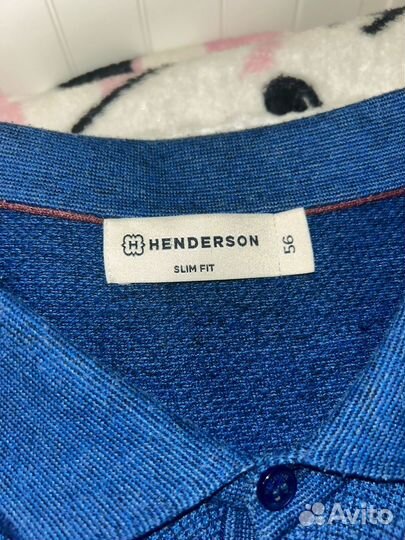 HENDERSON
SLIM FIT
56
Avito